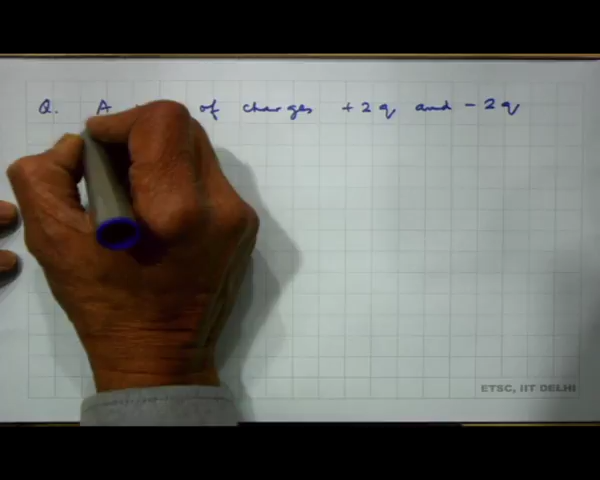 Q. A of charges +2q and -2q
ETSC, IIT DELHI